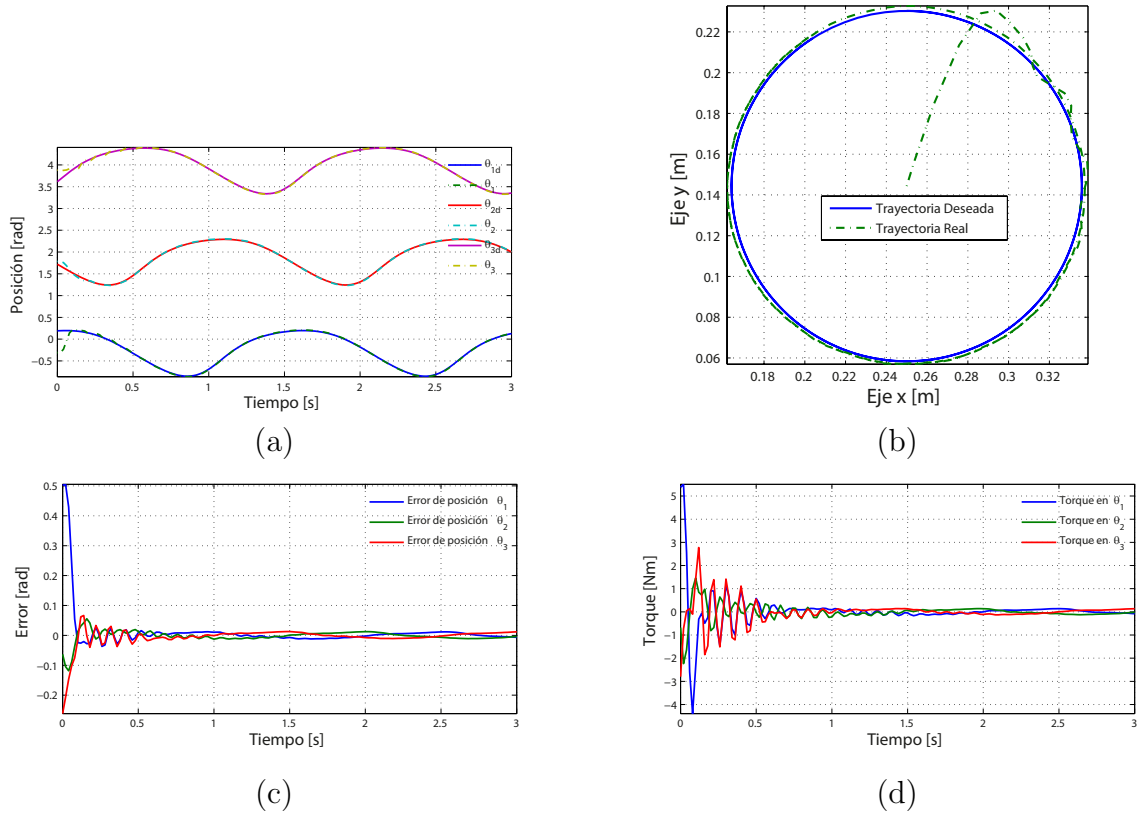 4
3.5
3
2.5
2
1.5
1
0.5
0
−0.5
0
0.5
1
1.5
2
2.5
3
Posición [rad]
Tiempo [s]
θ1d
θ1
θ2d
θ2
θ3d
θ3
(a)
0.22
0.2
0.18
0.16
0.14
0.12
0.1
0.08
0.06
0.18
0.2
0.22
0.24
0.26
0.28
0.3
0.32
Eje y [m]
Eje x [m]
Trayectoria Deseada
Trayectoria Real
(b)
0.5
0.4
0.3
0.2
0.1
0
−0.1
−0.2
0
0.5
1
1.5
2
2.5
3
Error [rad]
Tiempo [s]
Error de posición θ1
Error de posición θ2
Error de posición θ3
(c)
5
4
3
2
1
0
−1
−2
−3
−4
0
0.5
1
1.5
2
2.5
3
Torque [Nm]
Tiempo [s]
Torque en θ1
Torque en θ2
Torque en θ3
(d)